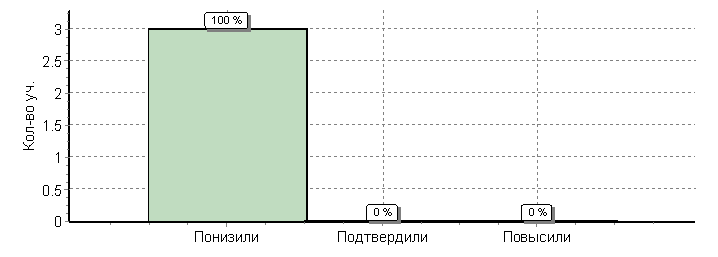 100 %
3
2.5
2
1.5
1
0.5
0
Кол-во уч.
0 %
0 %
Понизили
Подтвердили
Повысили